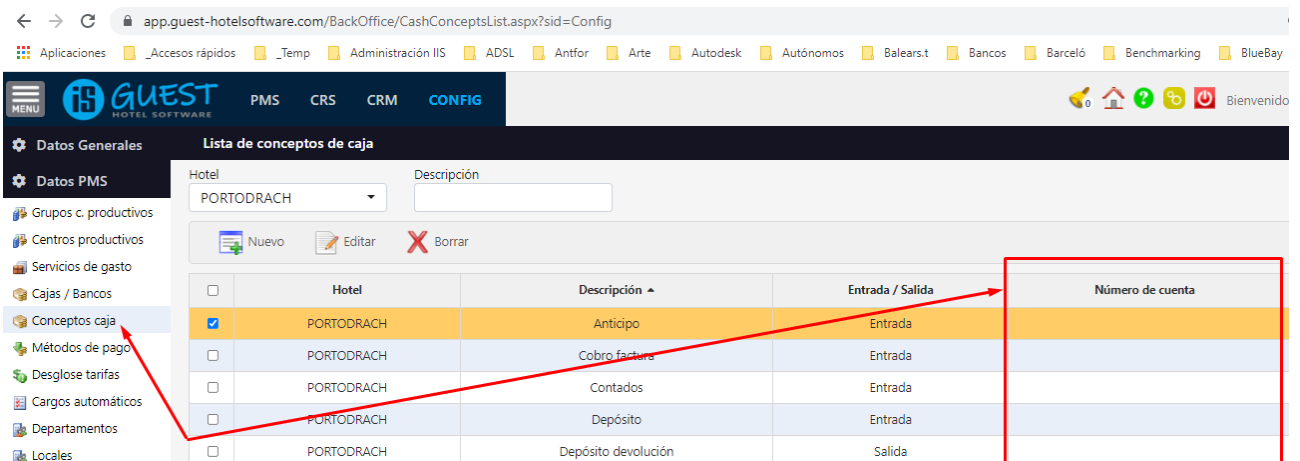 app.guest-hotelsoftware.com/BackOffice/CashConceptsList.aspx?sid=Config
Aplicaciones _Accesos rápidos _Temp Administración IIS ADSL Antfor Arte Autodesk Autónomos Balears.t Bancos Barceló Benchmarking BlueBay
MENU iS GUEST HOTEL SOFTWARE PMS CRS CRM CONFIG 0 ? Bienvenido
Datos Generales Lista de conceptos de caja
Hotel Descripción
Datos PMS PORTODRACH
Grupos c. productivos
Centros productivos Nuevo Editar Borrar
Servicios de gasto
Cajas / Bancos Hotel Descripción Entrada / Salida Número de cuenta
Conceptos caja PORTODRACH Anticipo Entrada
Métodos de pago PORTODRACH Cobro factura Entrada
Desglose tarifas
Cargos automáticos PORTODRACH Contados Entrada
Departamentos PORTODRACH Depósito Entrada
Locales PORTODRACH Depósito devolución Salida